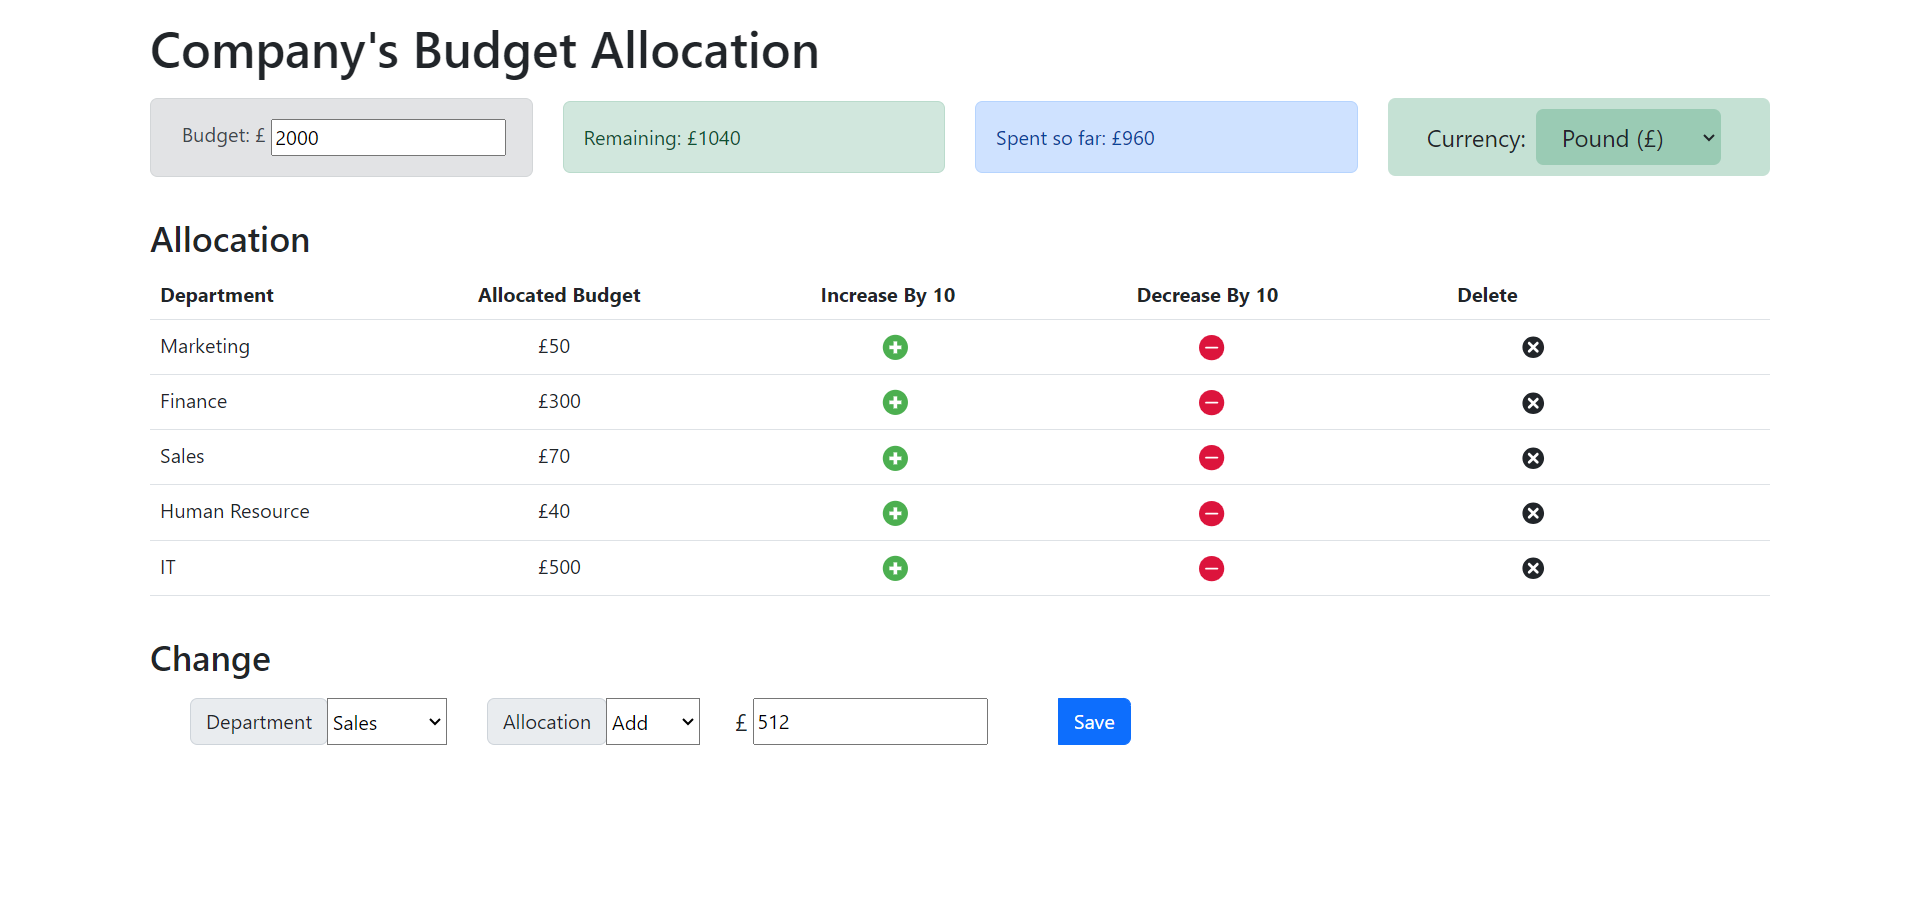 Company's Budget Allocation
Budget: £ 2000 Remaining: £1040 Spent so far: £960 Currency: Pound (£)
Allocation
Department Allocated Budget Increase By 10 Decrease By 10 Delete
Marketing £50
Finance £300
Sales £70
Human Resource £40
IT £500
Change
Department Sales Allocation Add £ 512 Save